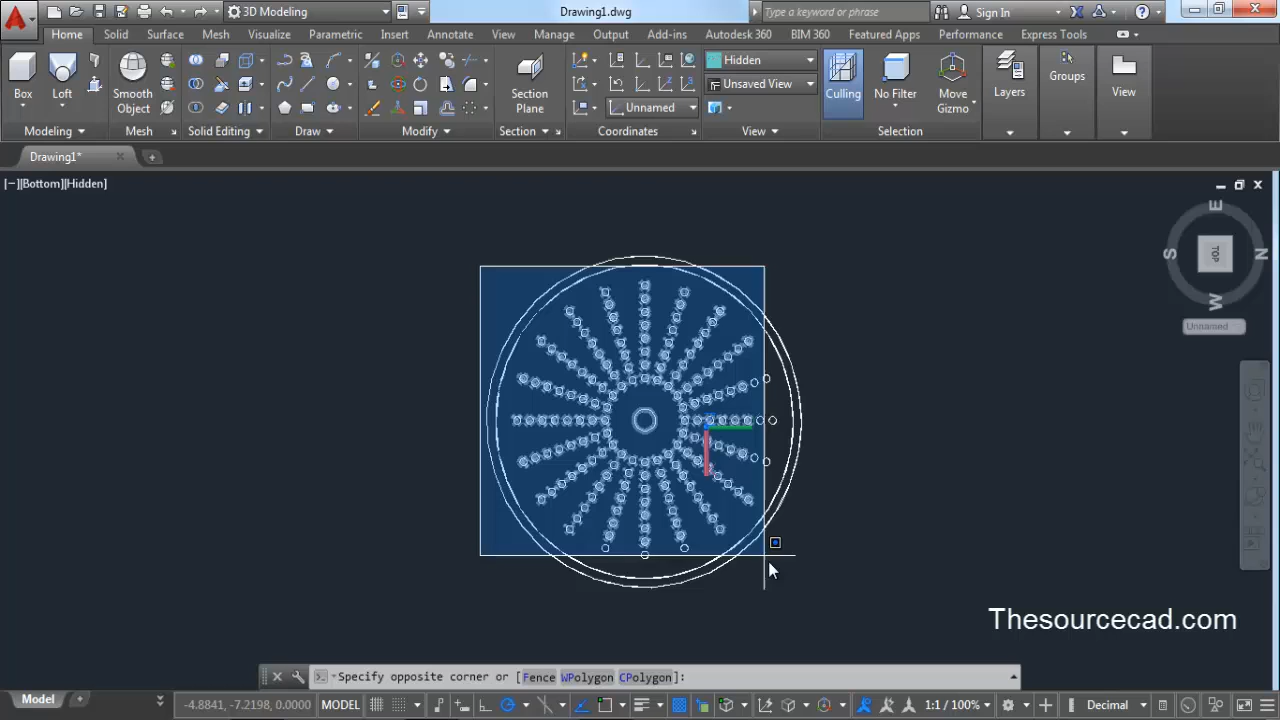 3D Modeling
Drawing1.dwg
Type a keyword or phrase
Sign In
Home Solid Surface Mesh Visualize Parametric Insert Annotate View Manage Output Add-ins Autodesk 360 BIM 360 Featured Apps Performance Express Tools
Box
Loft
Smooth Object
Section Plane
Unnamed
Hidden
Unsaved View
Culling
No Filter
Move Gizmo
Layers
Groups
View
Modeling
Mesh
Solid Editing
Draw
Modify
Section
Coordinates
View
Selection
Drawing1*
[−][Bottom][Hidden]
E
S
TOP
N
W
Unnamed
Thesourcecad.com
Specify opposite corner or [Fence WPolygon CPolygon]:
Model
-4.8841, -7.2198, 0.0000 MODEL
1:1 / 100%
Decimal